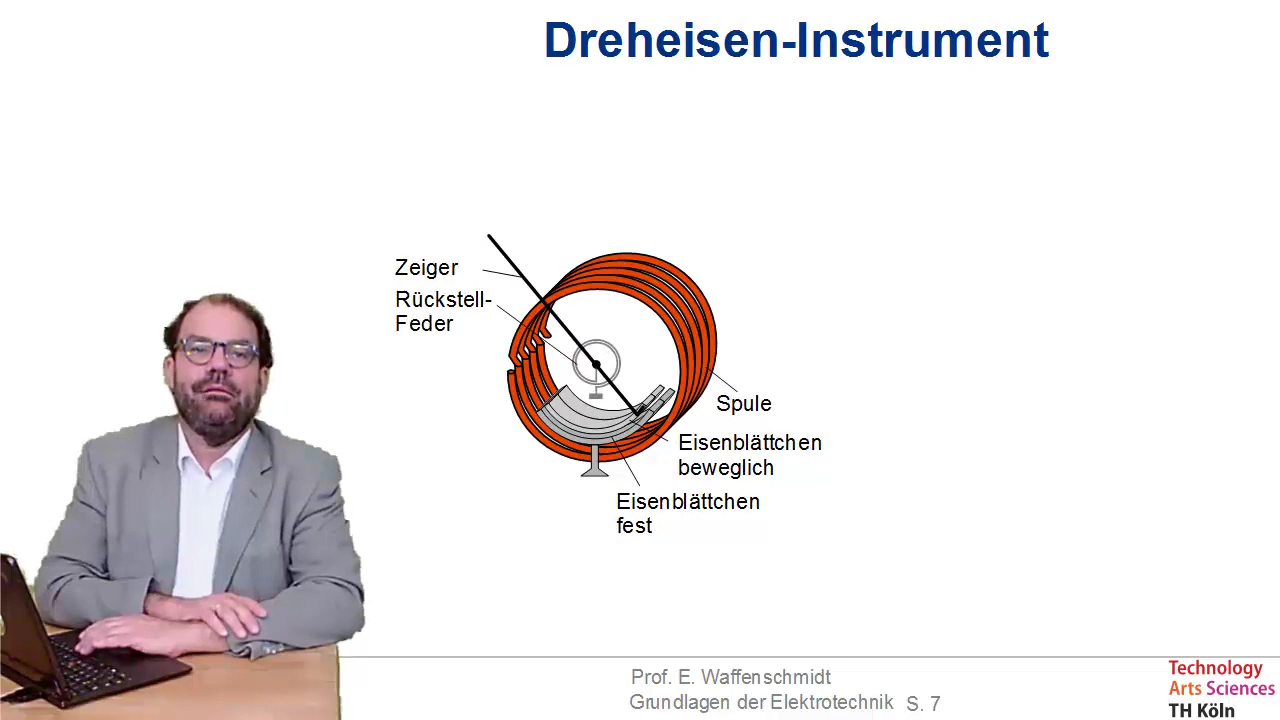 Dreheisen-Instrument
Zeiger
Rückstell-
Feder
Spule
Eisenblättchen
beweglich
Eisenblättchen
fest
Prof. E. Waffenschmidt
Grundlagen der Elektrotechnik S. 7
Technology
Arts Sciences
TH Köln